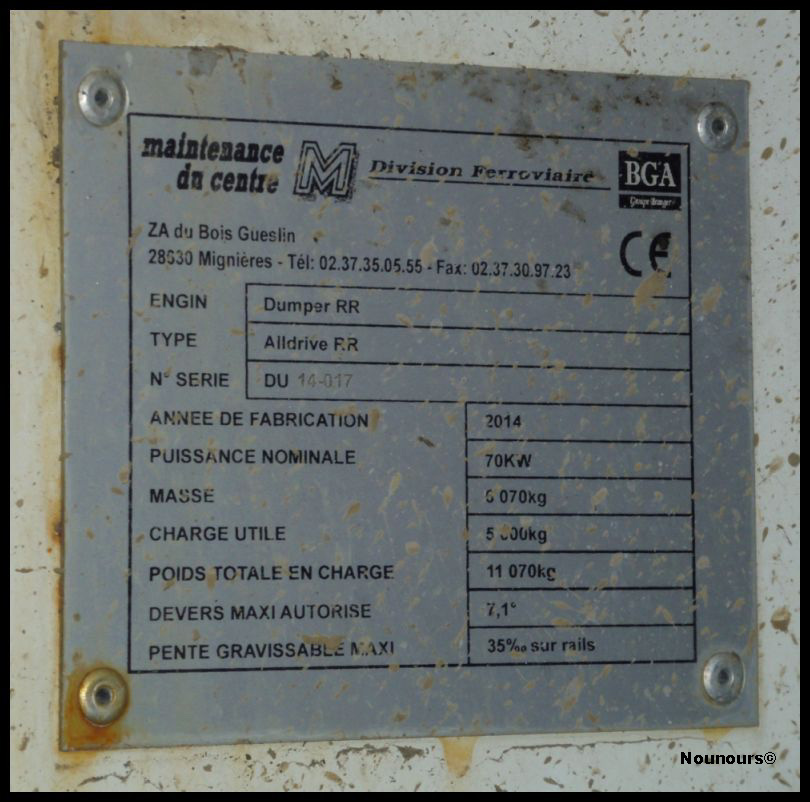 maintenance
du centre
M
Division Ferroviaire
BGA
Groupe Beranger
ZA du Bois Gueslin
28630 Mignières - Tél: 02.37.35.05.55 - Fax: 02.37.30.97.23
CE
ENGIN Dumper RR
TYPE Alldrive RR
N° SERIE DU 14-017
ANNEE DE FABRICATION 2014
PUISSANCE NOMINALE 70KW
MASSE 6 070kg
CHARGE UTILE 5 000kg
POIDS TOTALE EN CHARGE 11 070kg
DEVERS MAXI AUTORISE 7,1°
PENTE GRAVISSABLE MAXI 35‰ sur rails
Nounours©